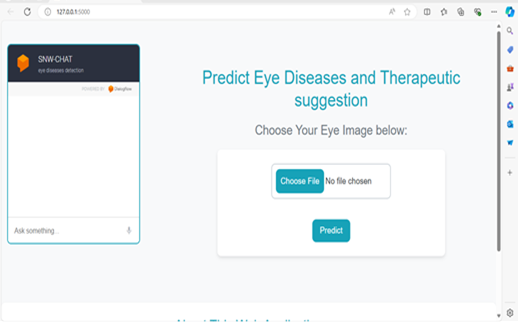 127.0.0.1:5000
SNW-CHAT
eye diseases detection
POWERED BY Dialogflow
Ask something...
Predict Eye Diseases and Therapeutic
suggestion
Choose Your Eye Image below:
Choose File No file chosen
Predict